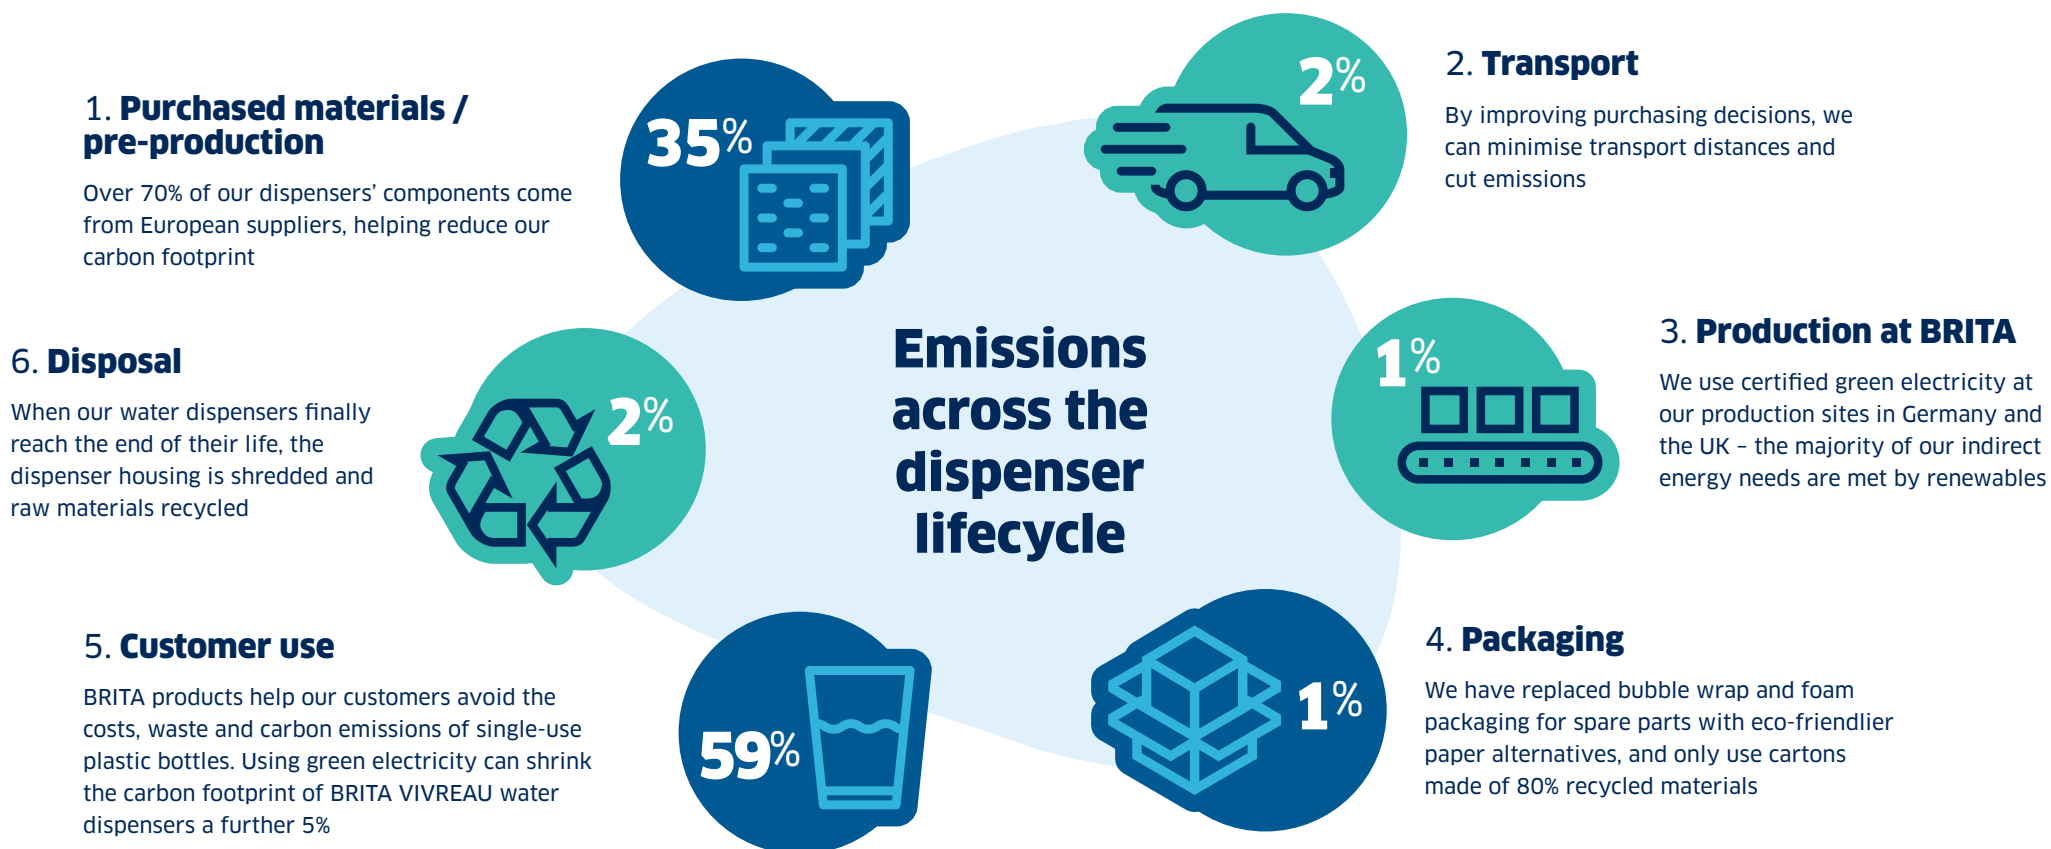 Emissions
across the
dispenser
lifecycle
1. Purchased materials /
pre-production
Over 70% of our dispensers’ components come
from European suppliers, helping reduce our
carbon footprint
35%
2%
2. Transport
By improving purchasing decisions, we
can minimise transport distances and
cut emissions
1%
3. Production at BRITA
We use certified green electricity at
our production sites in Germany and
the UK – the majority of our indirect
energy needs are met by renewables
1%
4. Packaging
We have replaced bubble wrap and foam
packaging for spare parts with eco-friendlier
paper alternatives, and only use cartons
made of 80% recycled materials
5. Customer use
BRITA products help our customers avoid the
costs, waste and carbon emissions of single-use
plastic bottles. Using green electricity can shrink
the carbon footprint of BRITA VIVREAU water
dispensers a further 5%
59%
6. Disposal
When our water dispensers finally
reach the end of their life, the
dispenser housing is shredded and
raw materials recycled
2%